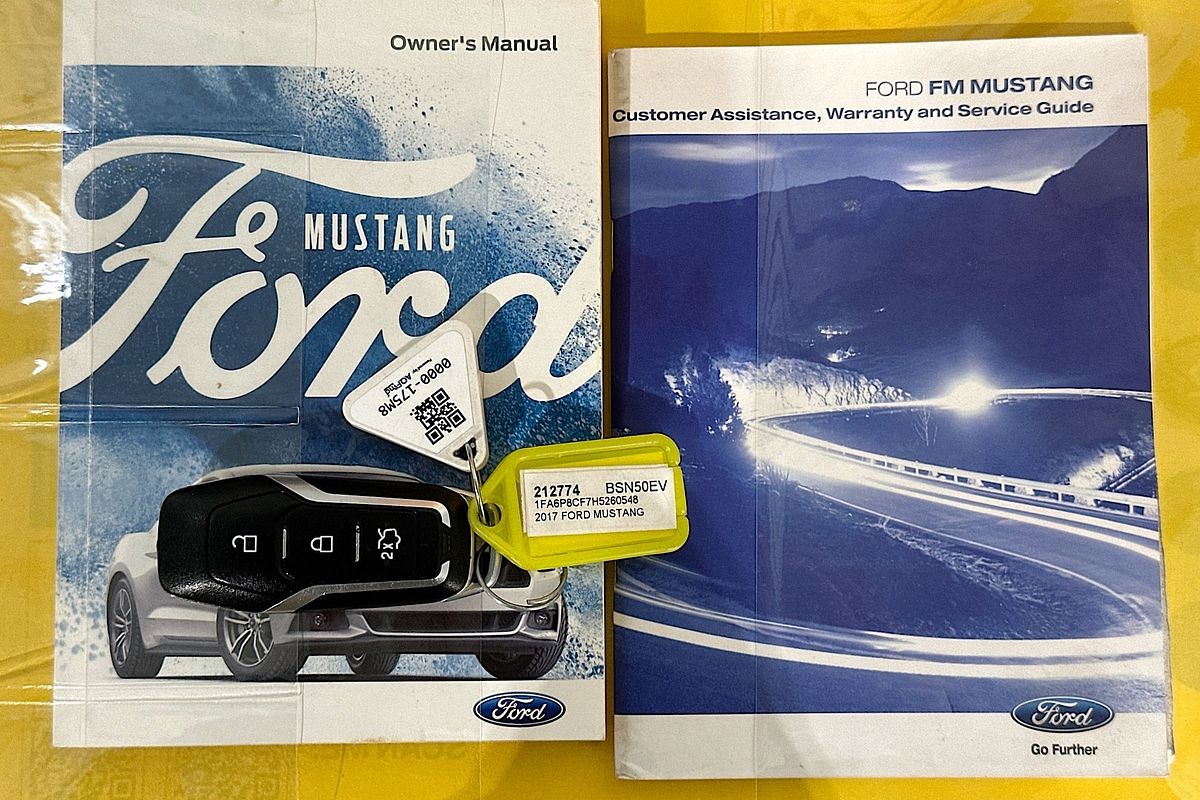 Owner's Manual
MUSTANG
Ford
0000-175M8
212774 BSN50EV
1FA6P8CF7H5260548
2017 FORD MUSTANG
2X
Ford
FORD FM MUSTANG
Customer Assistance, Warranty and Service Guide
Ford
Go Further